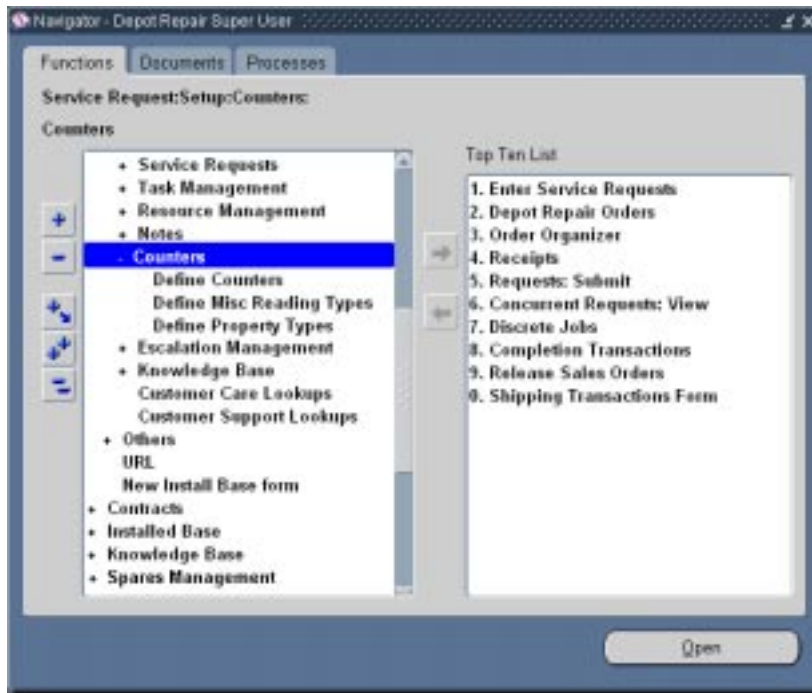 Navigator - Depot Repair Super User
Functions
Documents
Processes
Service Request:Setup:Counters:
Counters
+ Service Requests
+ Task Management
+ Resource Management
+ Notes
- Counters
Define Counters
Define Misc Reading Types
Define Property Types
+ Escalation Management
+ Knowledge Base
Customer Care Lookups
Customer Support Lookups
+ Others
URL
New Install Base form
+ Contracts
+ Installed Base
+ Knowledge Base
+ Spares Management
Top Ten List
1. Enter Service Requests
2. Depot Repair Orders
3. Order Organizer
4. Receipts
5. Requests: Submit
6. Concurrent Requests: View
7. Discrete Jobs
8. Completion Transactions
9. Release Sales Orders
0. Shipping Transactions Form
Open